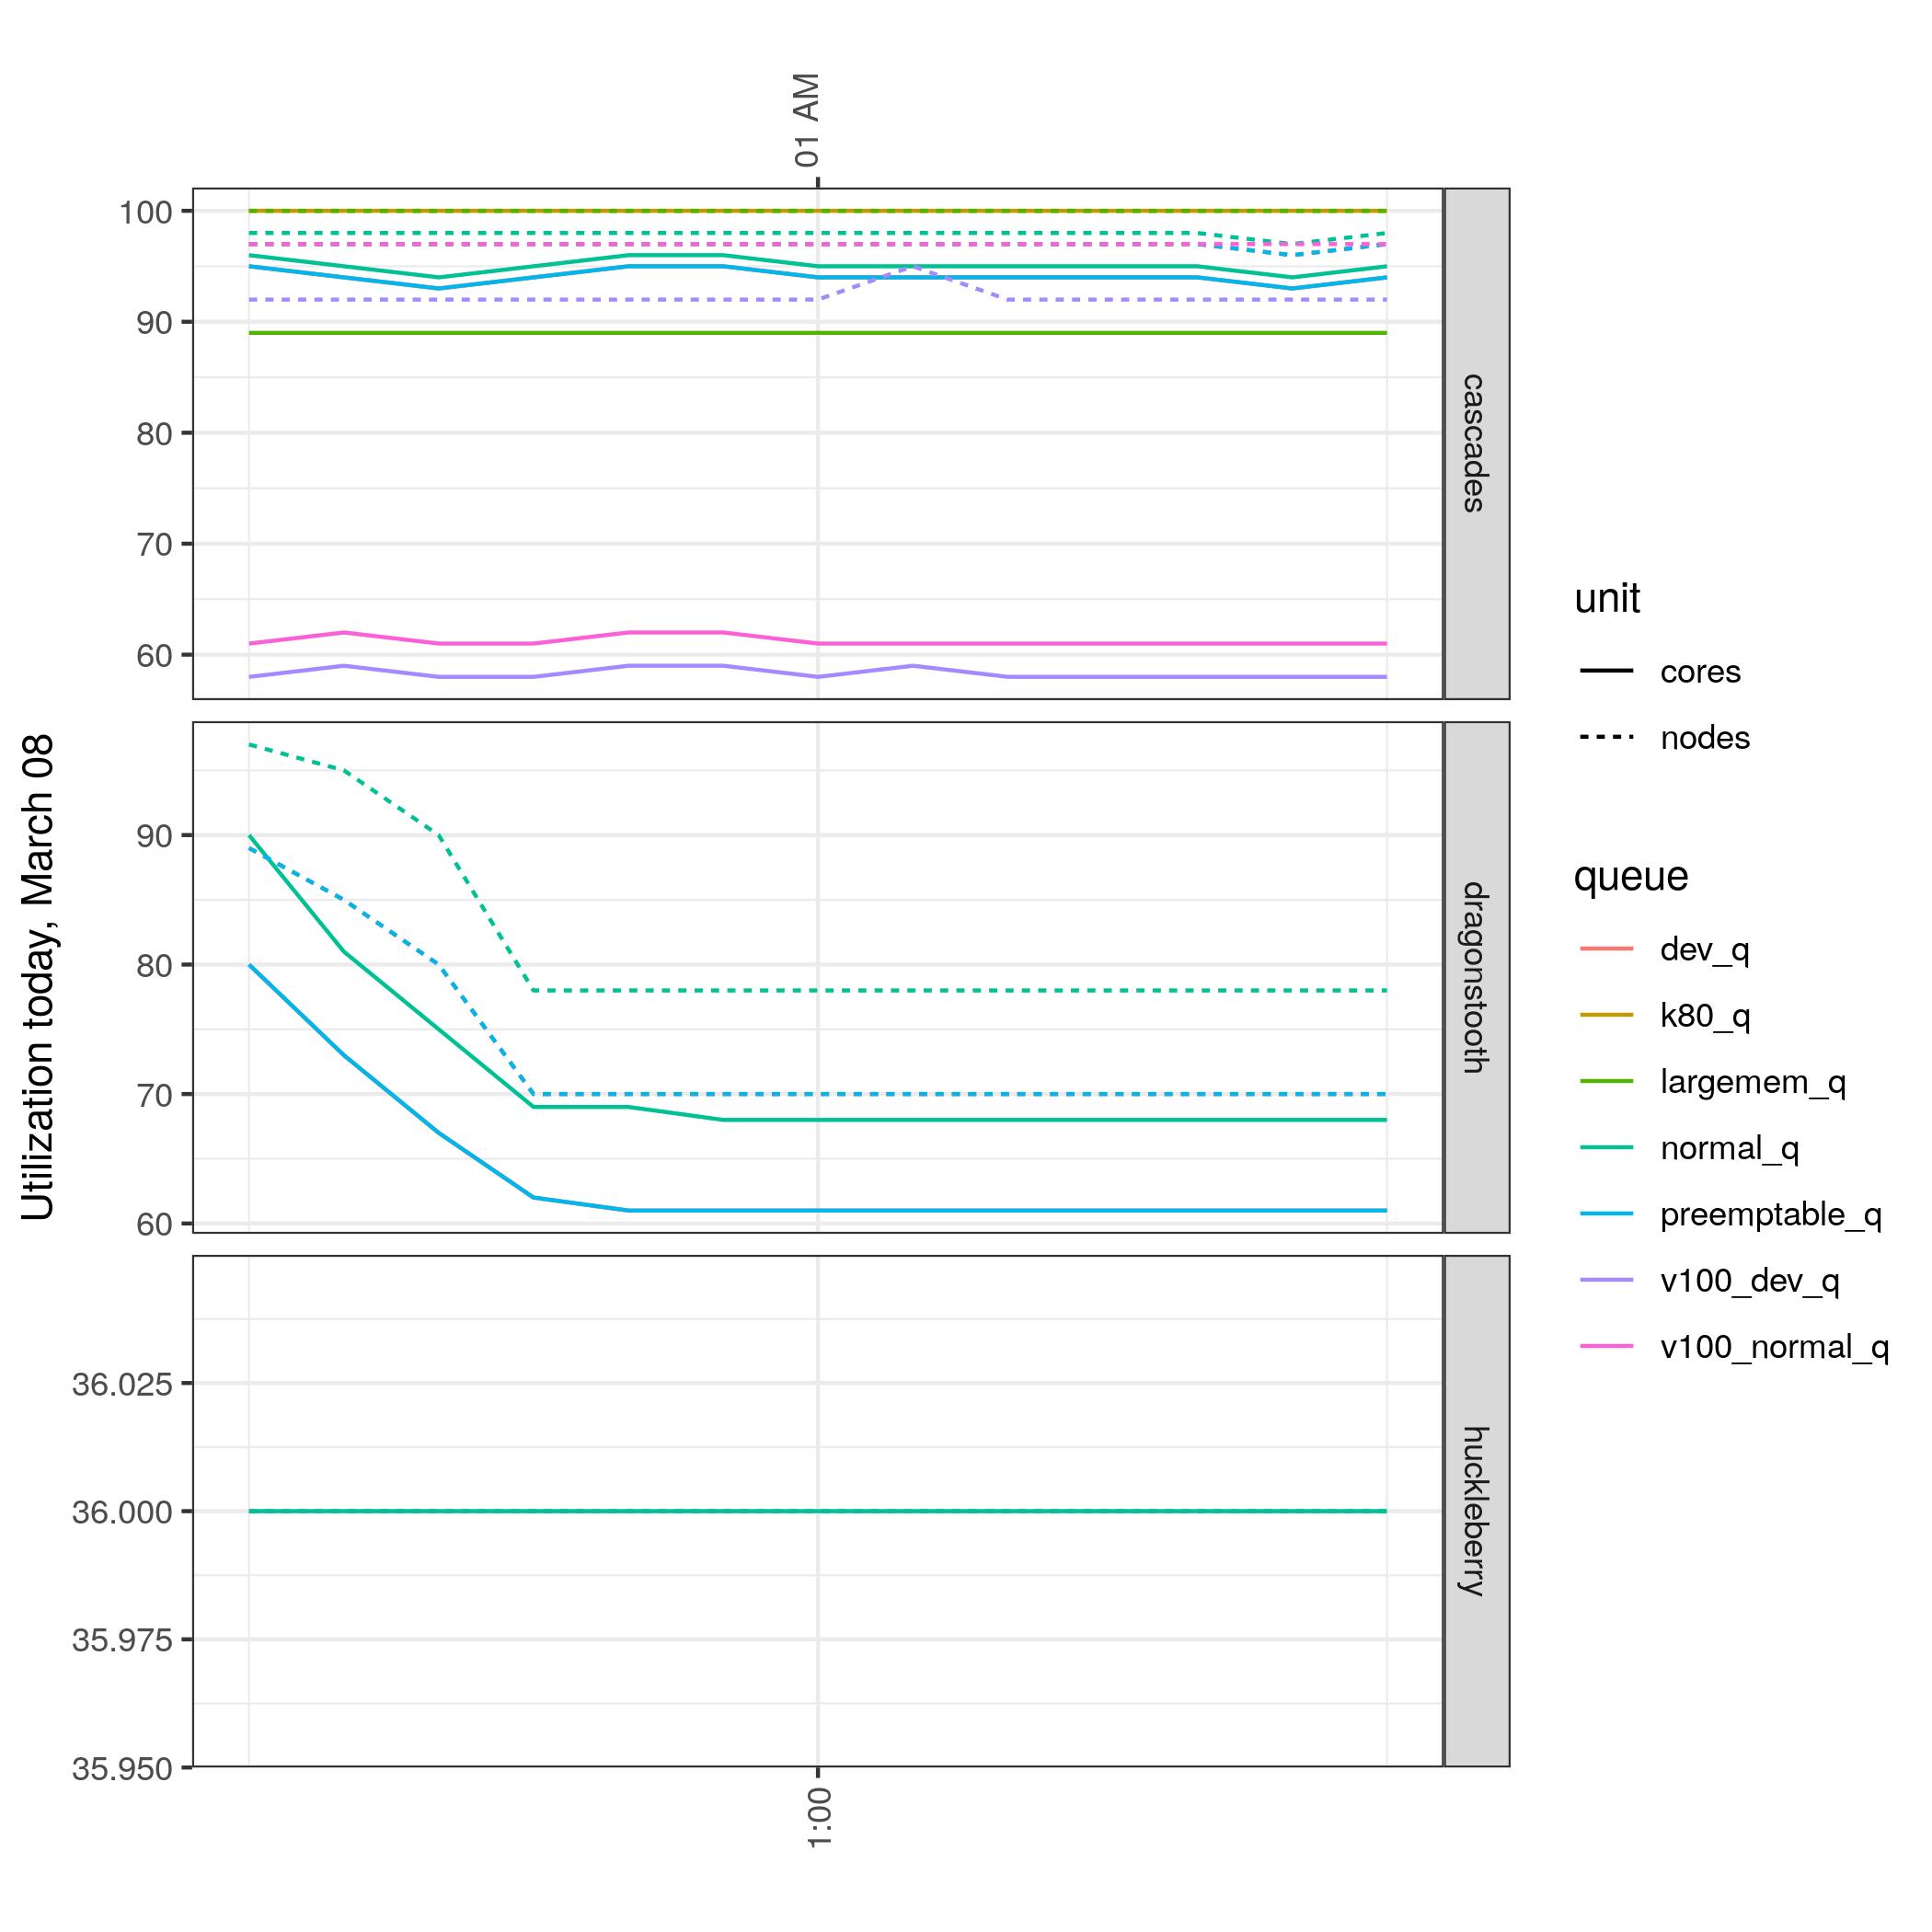 01 AM
100
90
80
70
60
cascades
Utilization today, March 08
90
80
70
60
dragonstooth
36.025
36.000
35.975
35.950
huckleberry
1:00
unit
cores
nodes
queue
dev_q
k80_q
largemem_q
normal_q
preemptable_q
v100_dev_q
v100_normal_q